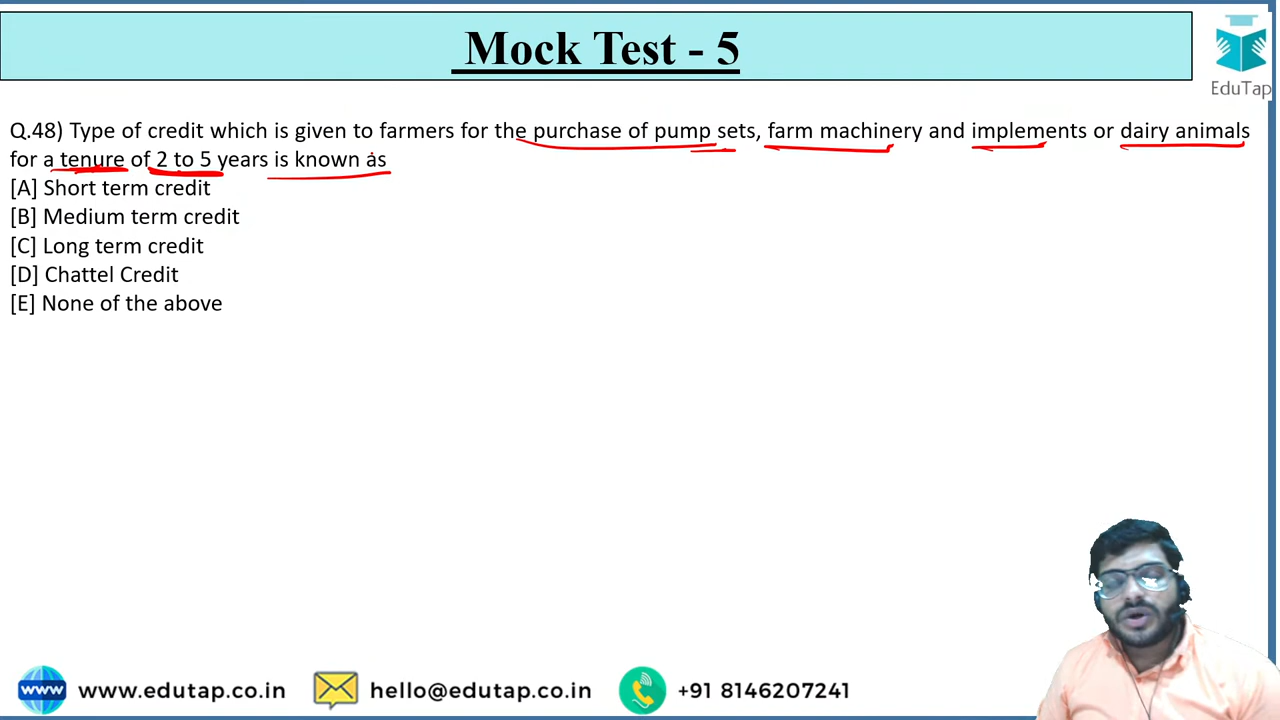 Mock Test - 5
EduTap
Q.48) Type of credit which is given to farmers for the purchase of pump sets, farm machinery and implements or dairy animals
for a tenure of 2 to 5 years is known as
[A] Short term credit
[B] Medium term credit
[C] Long term credit
[D] Chattel Credit
[E] None of the above
www www.edutap.co.in hello@edutap.co.in +91 8146207241